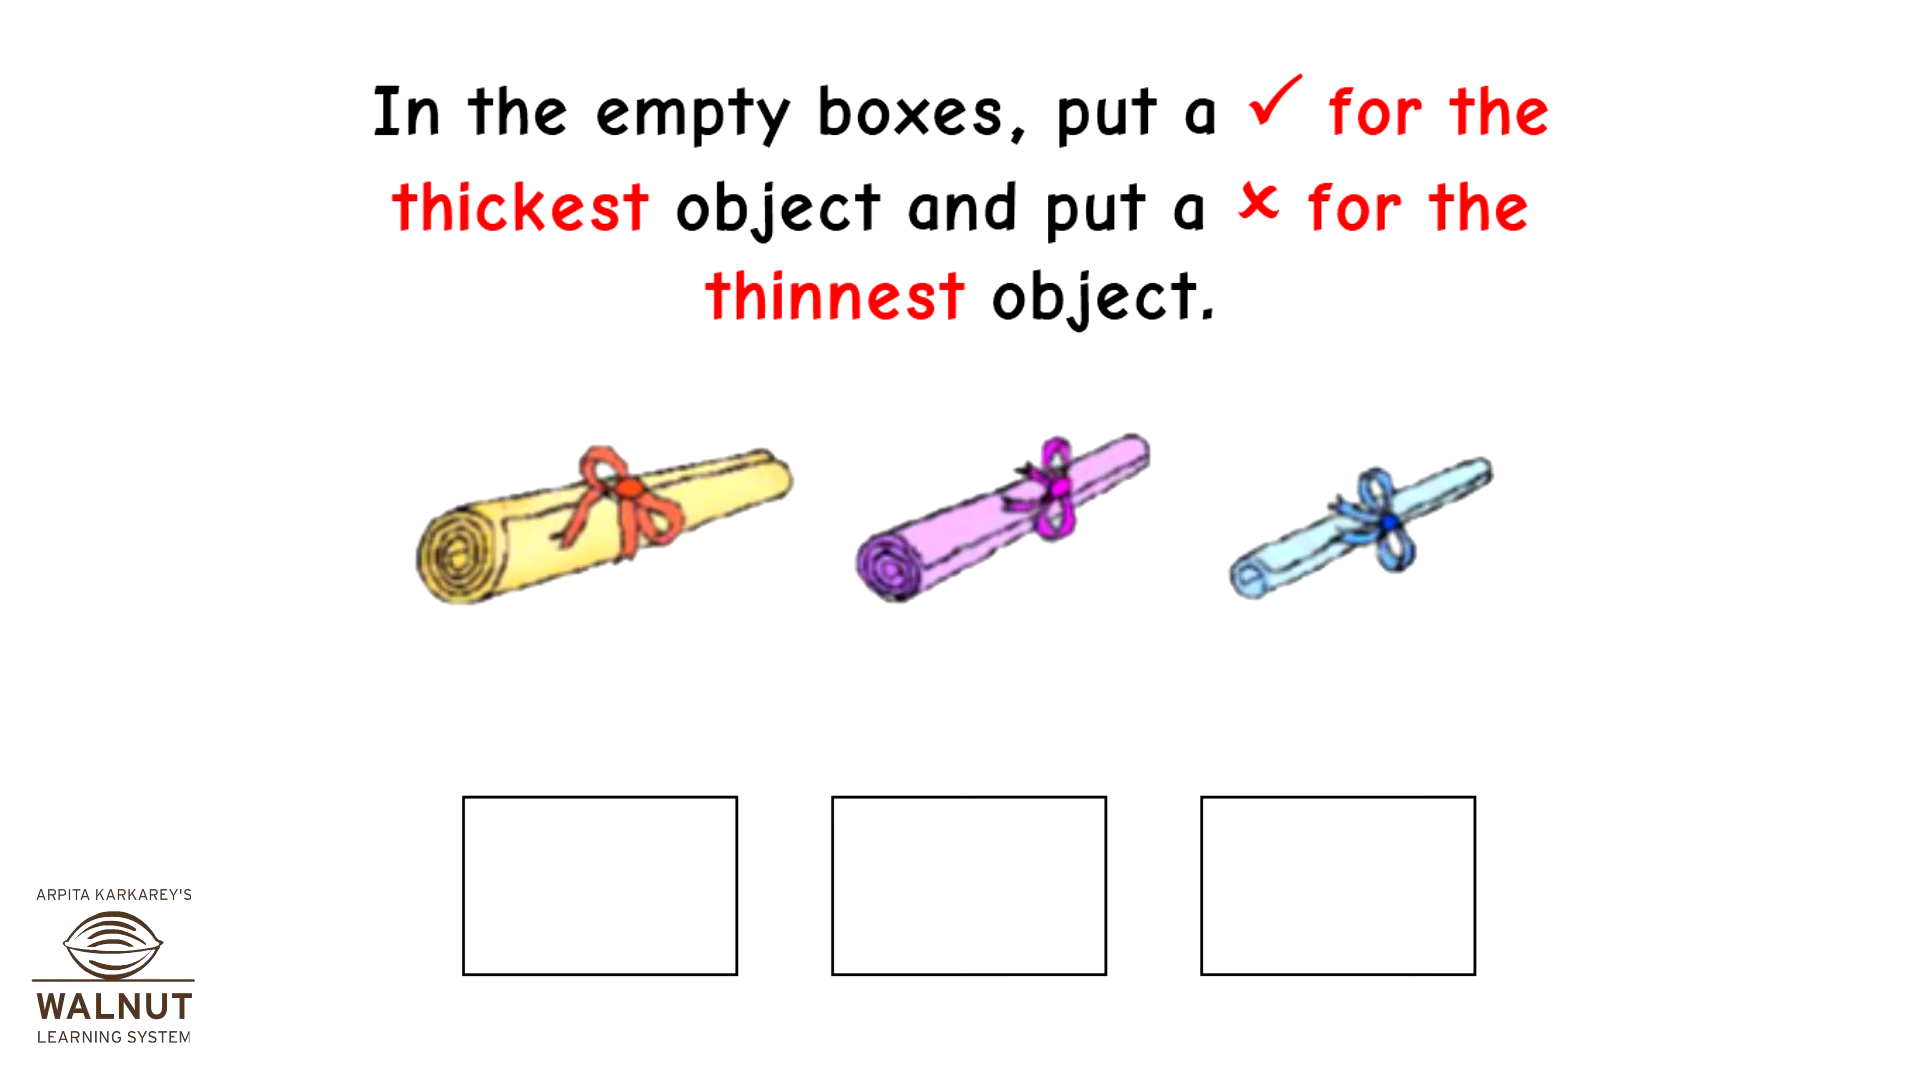 In the empty boxes, put a ✓ for the
thickest object and put a ✘ for the
thinnest object.
ARPITA KARKAREY'S
WALNUT
LEARNING SYSTEM